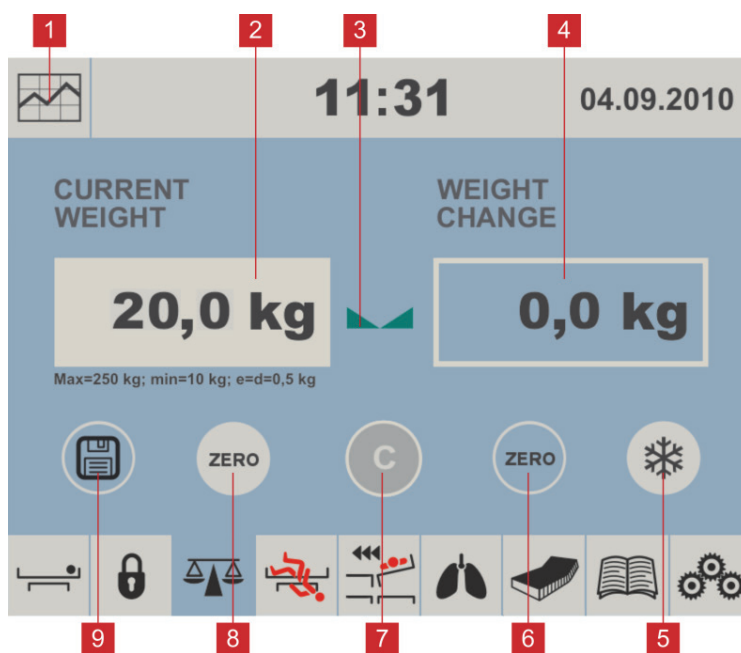 1 2 3 4
11:31 04.09.2010
CURRENT
WEIGHT
WEIGHT
CHANGE
20,0 kg 0,0 kg
Max=250 kg; min=10 kg; e=d=0,5 kg
ZERO C ZERO
9 8 7 6 5